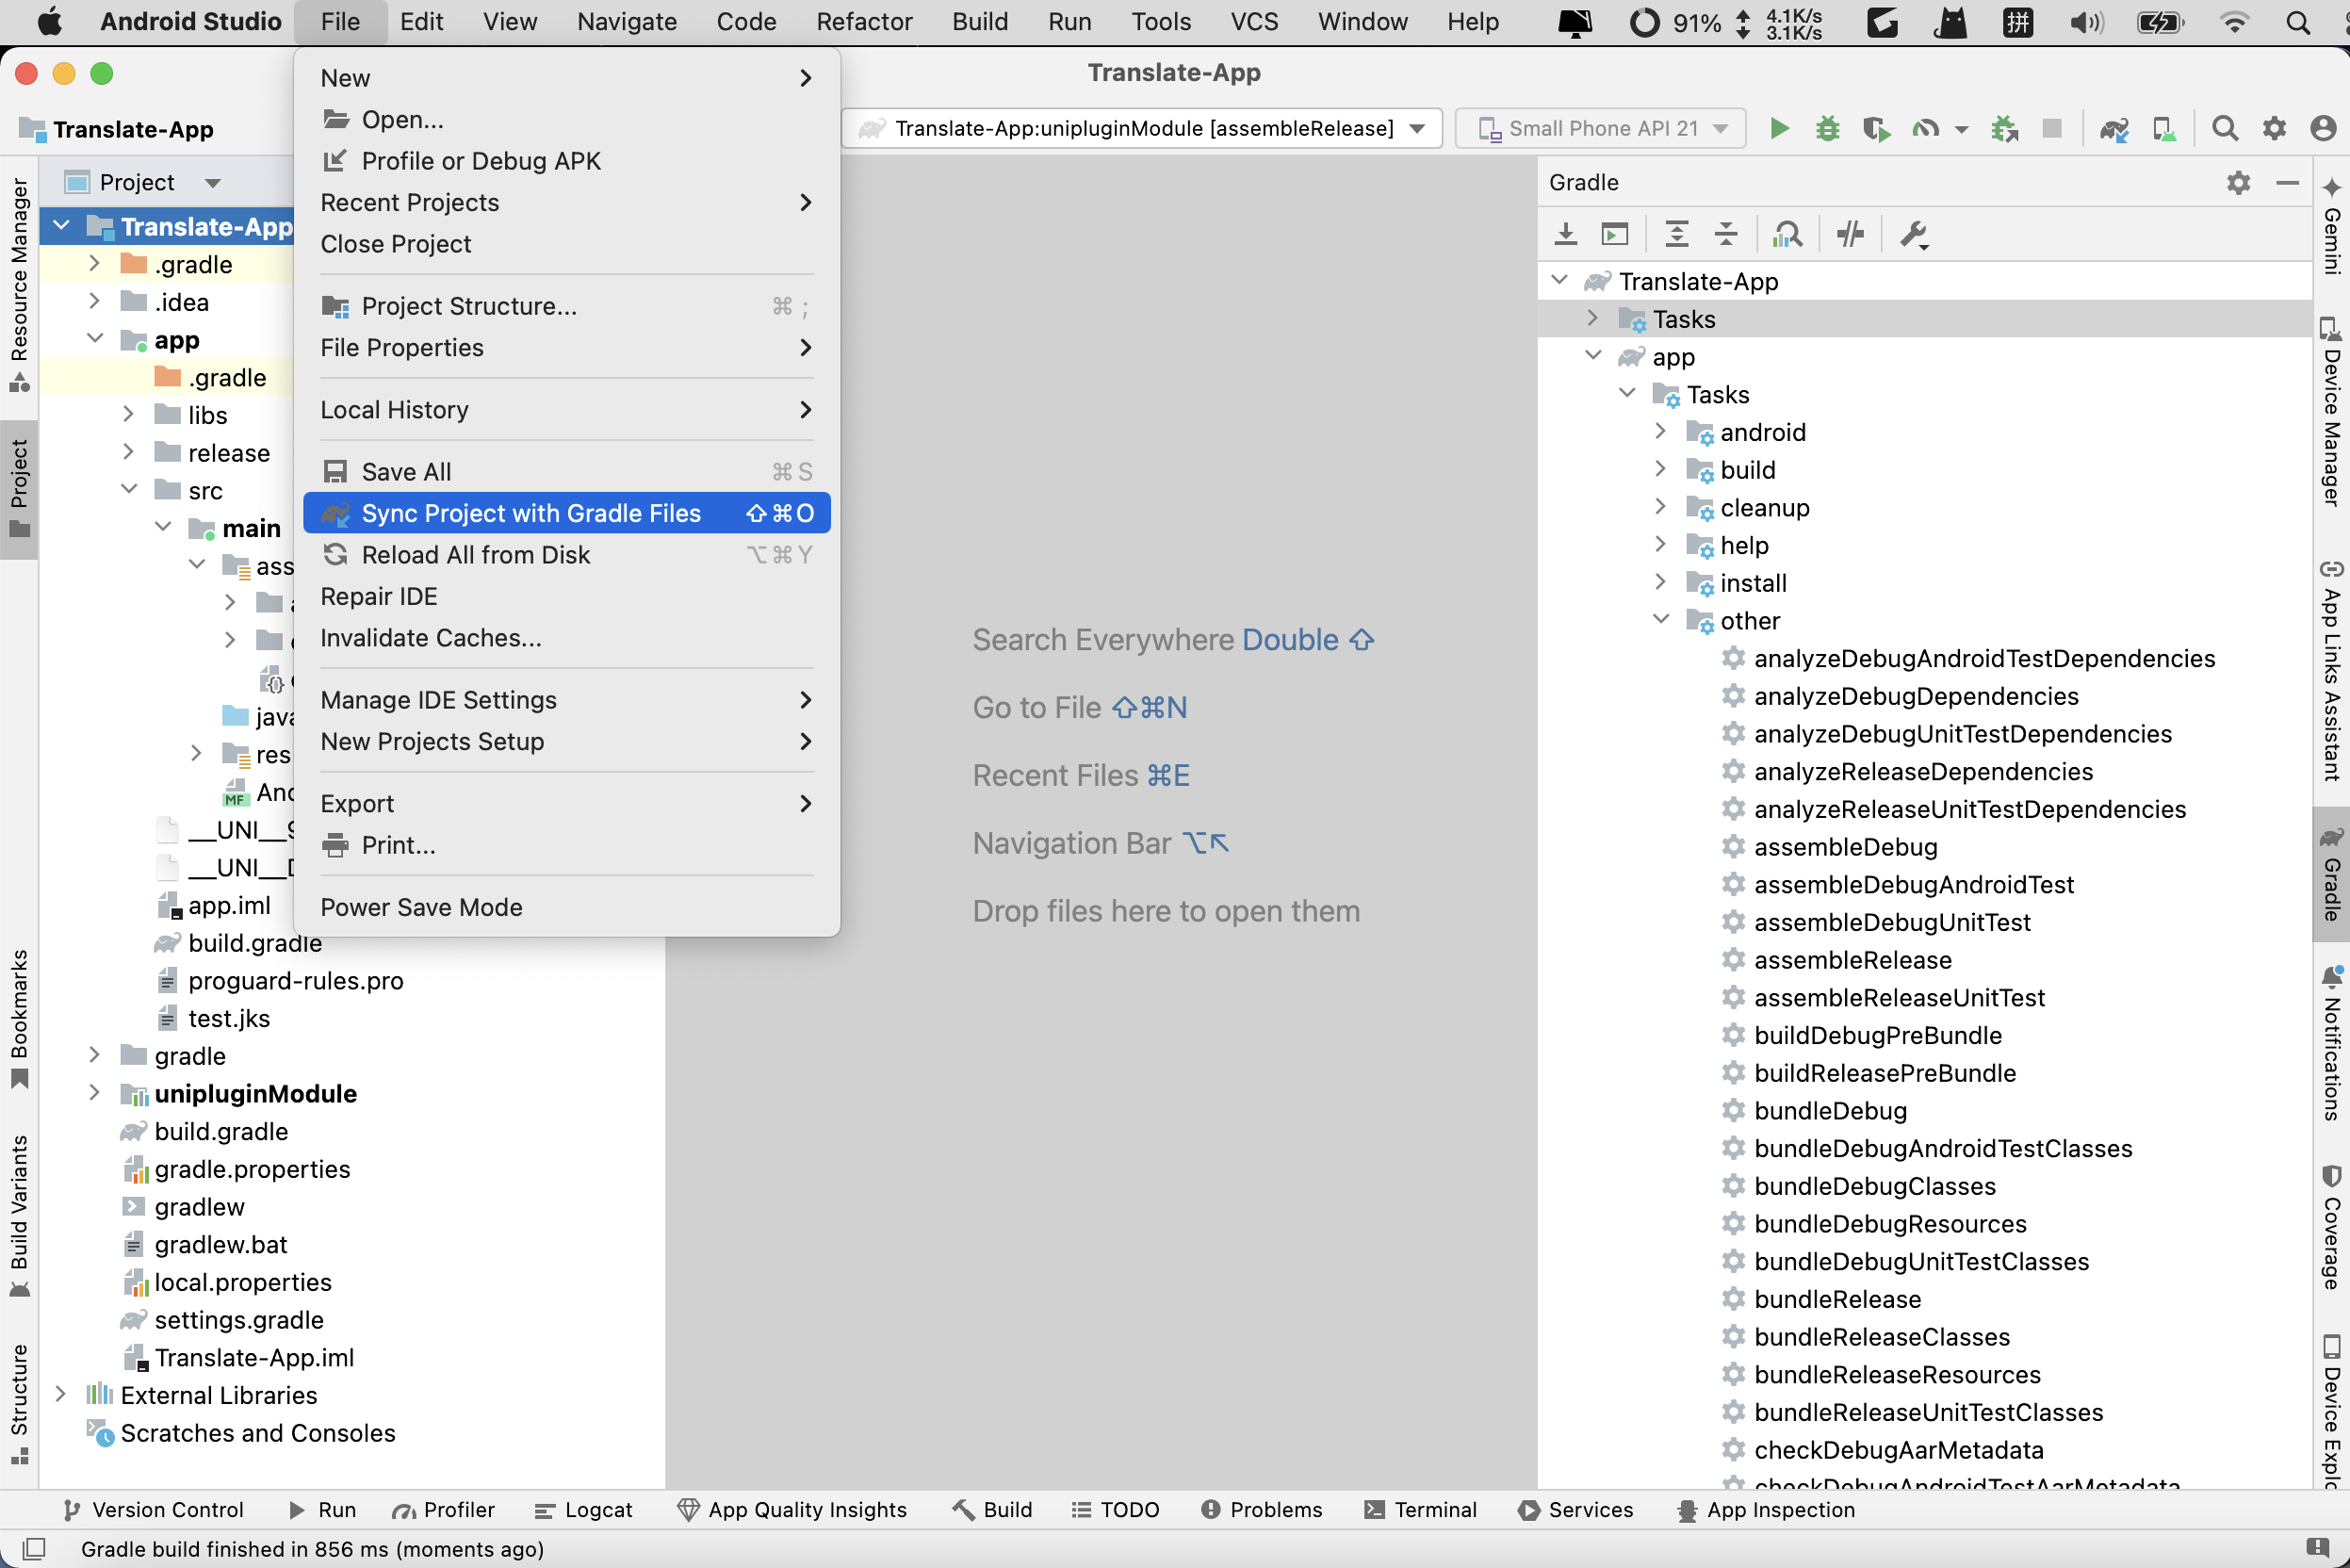 Android Studio File Edit View Navigate Code Refactor Build Run Tools VCS Window Help 91% 4.1K/s 3.1K/s 拼
Translate-App
Translate-App
Translate-App:unipluginModule [assembleRelease]
Small Phone API 21
New
Open...
Profile or Debug APK
Recent Projects
Close Project
Project Structure... ⌘ ;
File Properties
Local History
Save All ⌘ S
Sync Project with Gradle Files ⇧⌘O
Reload All from Disk ⌥⌘Y
Repair IDE
Invalidate Caches...
Manage IDE Settings
New Projects Setup
Export
Print...
Power Save Mode
Resource Manager
Project
Bookmarks
Build Variants
Structure
Project
Translate-App
.gradle
.idea
app
.gradle
libs
release
src
main
ass
java
res
__UNI__
__UNI__
app.iml
build.gradle
proguard-rules.pro
test.jks
gradle
unipluginModule
build.gradle
gradle.properties
gradlew
gradlew.bat
local.properties
settings.gradle
Translate-App.iml
External Libraries
Scratches and Consoles
Search Everywhere Double ⇧
Go to File ⇧⌘N
Recent Files ⌘E
Navigation Bar ⌥↖
Drop files here to open them
Gradle
Translate-App
Tasks
app
Tasks
android
build
cleanup
help
install
other
analyzeDebugAndroidTestDependencies
analyzeDebugDependencies
analyzeDebugUnitTestDependencies
analyzeReleaseDependencies
analyzeReleaseUnitTestDependencies
assembleDebug
assembleDebugAndroidTest
assembleDebugUnitTest
assembleRelease
assembleReleaseUnitTest
buildDebugPreBundle
buildReleasePreBundle
bundleDebug
bundleDebugAndroidTestClasses
bundleDebugClasses
bundleDebugResources
bundleDebugUnitTestClasses
bundleRelease
bundleReleaseClasses
bundleReleaseResources
bundleReleaseUnitTestClasses
checkDebugAarMetadata
checkDebugAndroidTestAarMetadata
Gemini
Device Manager
App Links Assistant
Gradle
Notifications
Coverage
Device Explo
Version Control Run Profiler Logcat App Quality Insights Build TODO Problems Terminal Services App Inspection
Gradle build finished in 856 ms (moments ago)